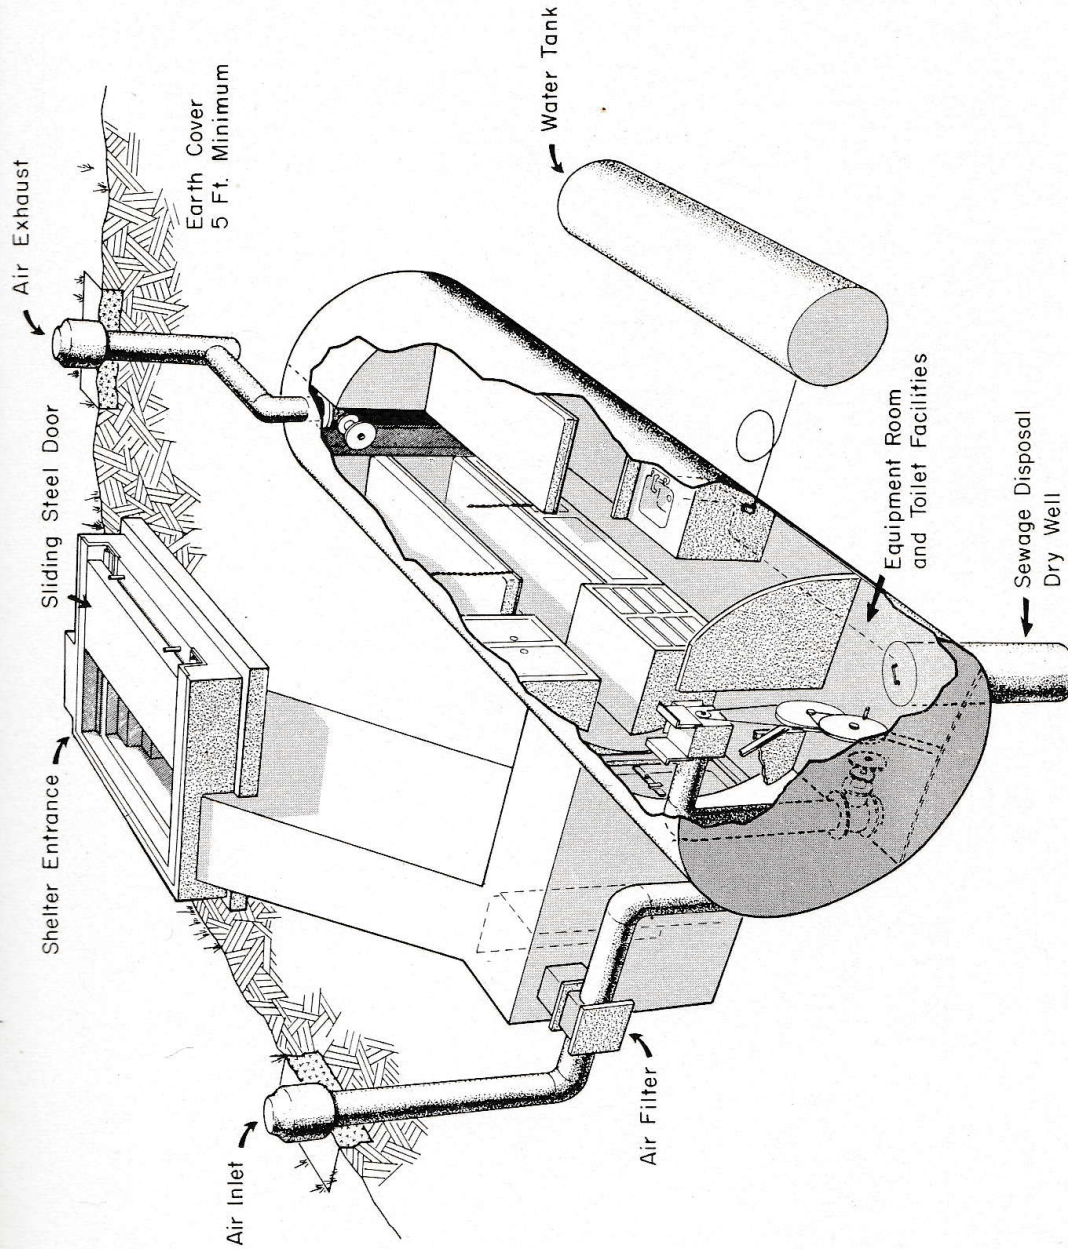 Air Exhaust
Sliding Steel Door
Shelter Entrance
Earth Cover
5 Ft. Minimum
Water Tank
Air Inlet
Air Filter
Equipment Room
and Toilet Facilities
Sewage Disposal
Dry Well